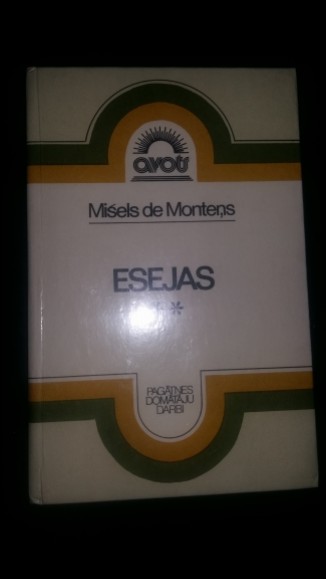 avots
Mišels de Monteņs
ESEJAS
* *
PAGĀTNES
DOMĀTĀJU
DARBI